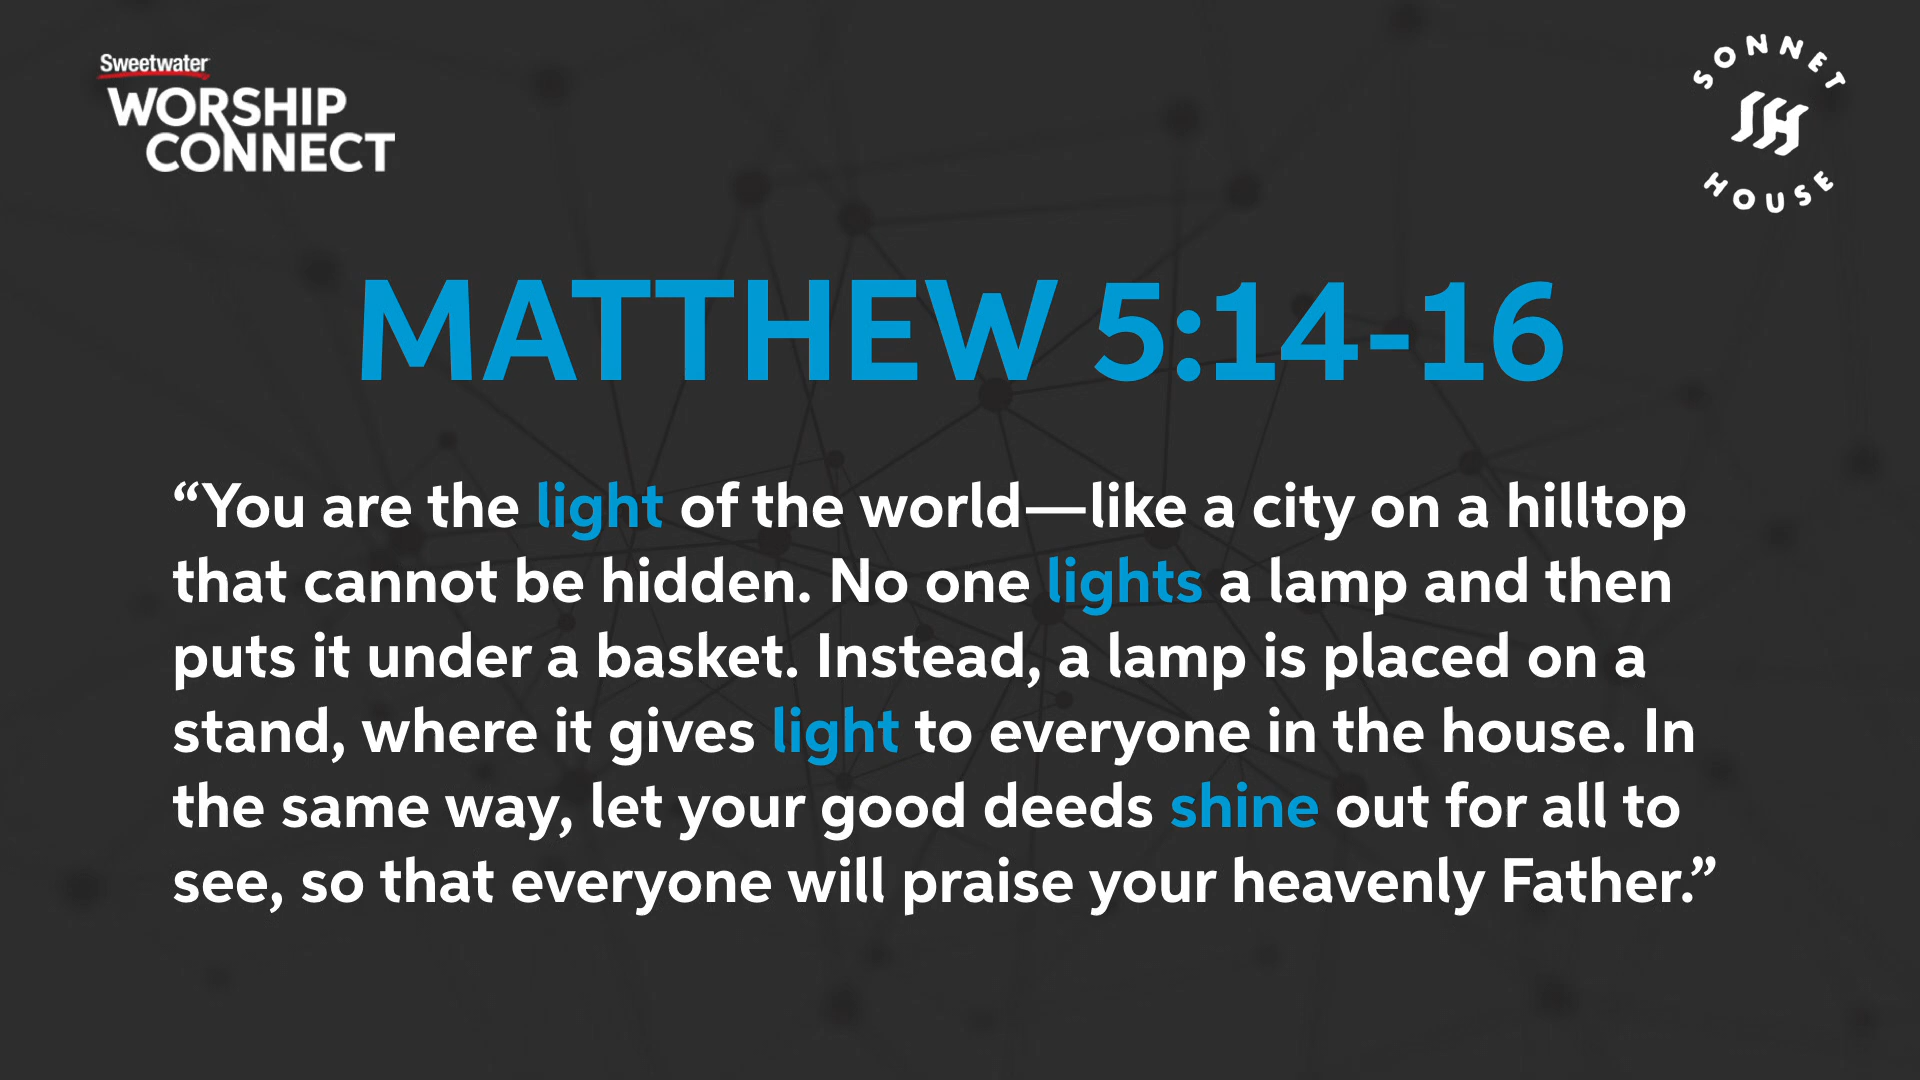 Sweetwater
WORSHIP
CONNECT
SONNET
SH
HOUSE
MATTHEW 5:14-16
“You are the light of the world—like a city on a hilltop
that cannot be hidden. No one lights a lamp and then
puts it under a basket. Instead, a lamp is placed on a
stand, where it gives light to everyone in the house. In
the same way, let your good deeds shine out for all to
see, so that everyone will praise your heavenly Father.”